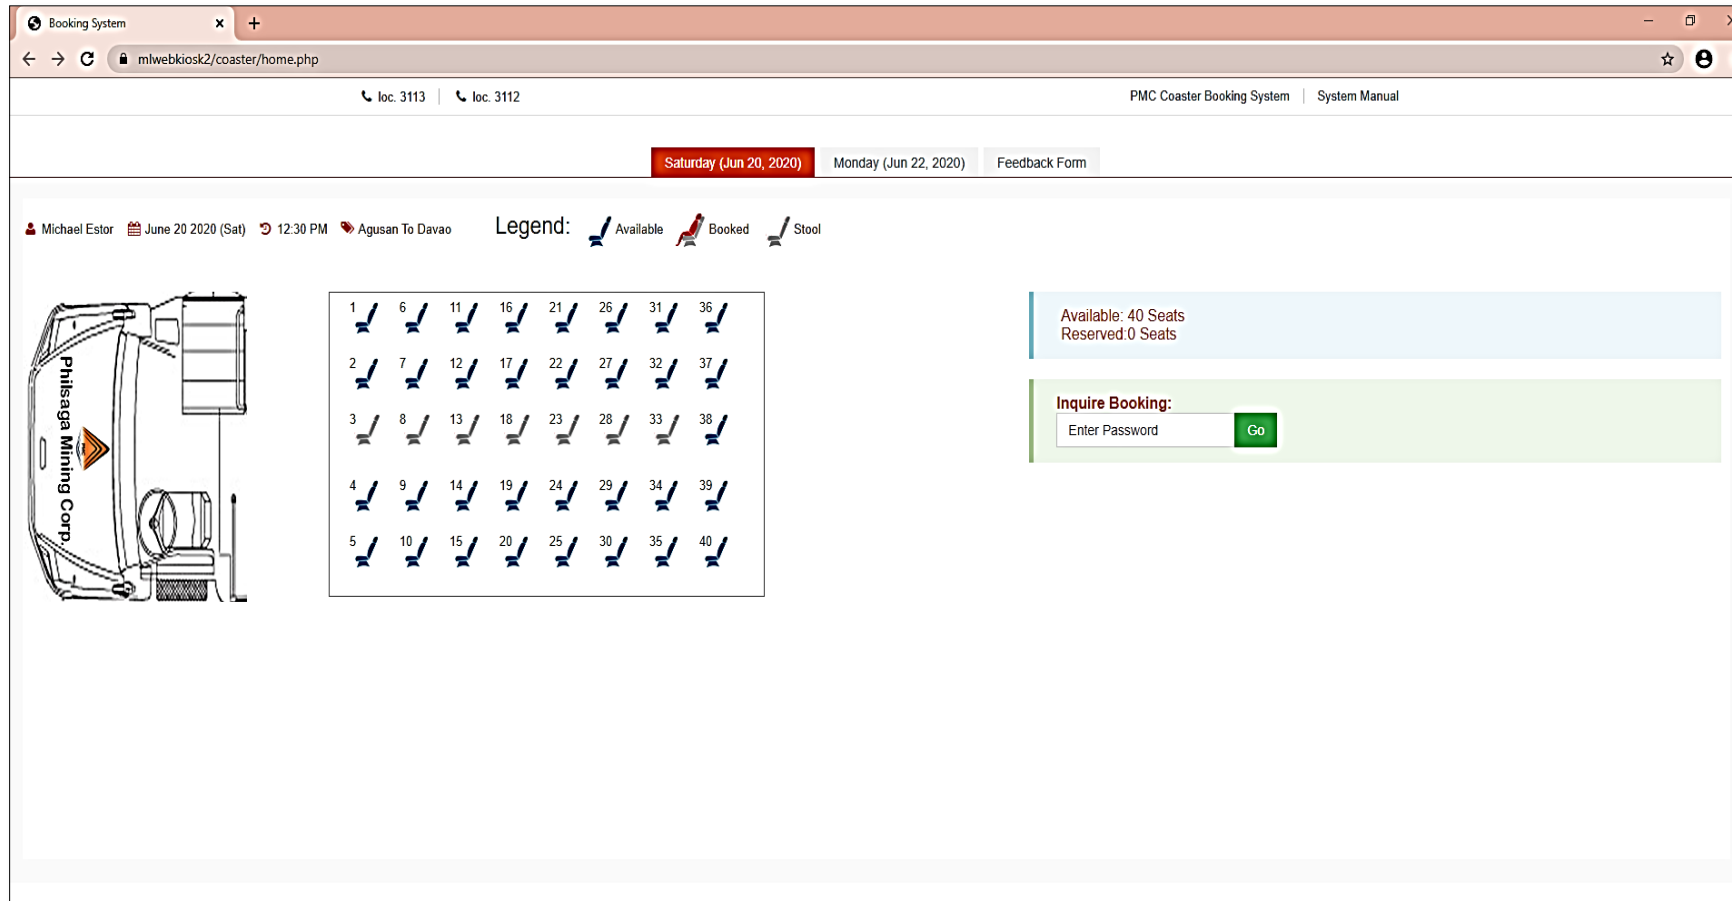 Booking System
mlwebkiosk2/coaster/home.php
loc. 3113 loc. 3112 PMC Coaster Booking System System Manual
Saturday (Jun 20, 2020) Monday (Jun 22, 2020) Feedback Form
Michael Estor June 20 2020 (Sat) 12:30 PM Agusan To Davao Legend: Available Booked Stool
Philsaga Mining Corp.
1 6 11 16 21 26 31 36
2 7 12 17 22 27 32 37
3 8 13 18 23 28 33 38
4 9 14 19 24 29 34 39
5 10 15 20 25 30 35 40
Available: 40 Seats
Reserved:0 Seats
Inquire Booking:
Enter Password Go